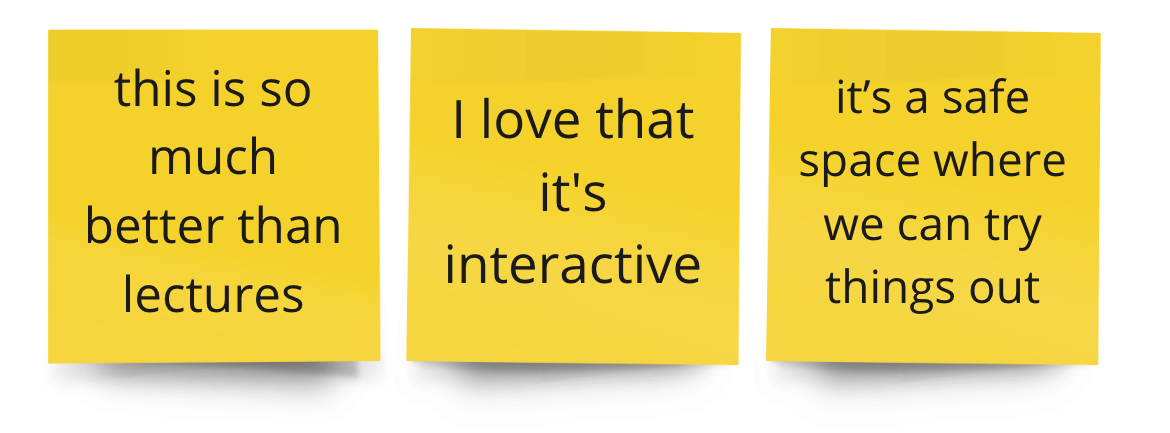 this is so
much
better than
lectures
I love that
it's
interactive
it’s a safe
space where
we can try
things out